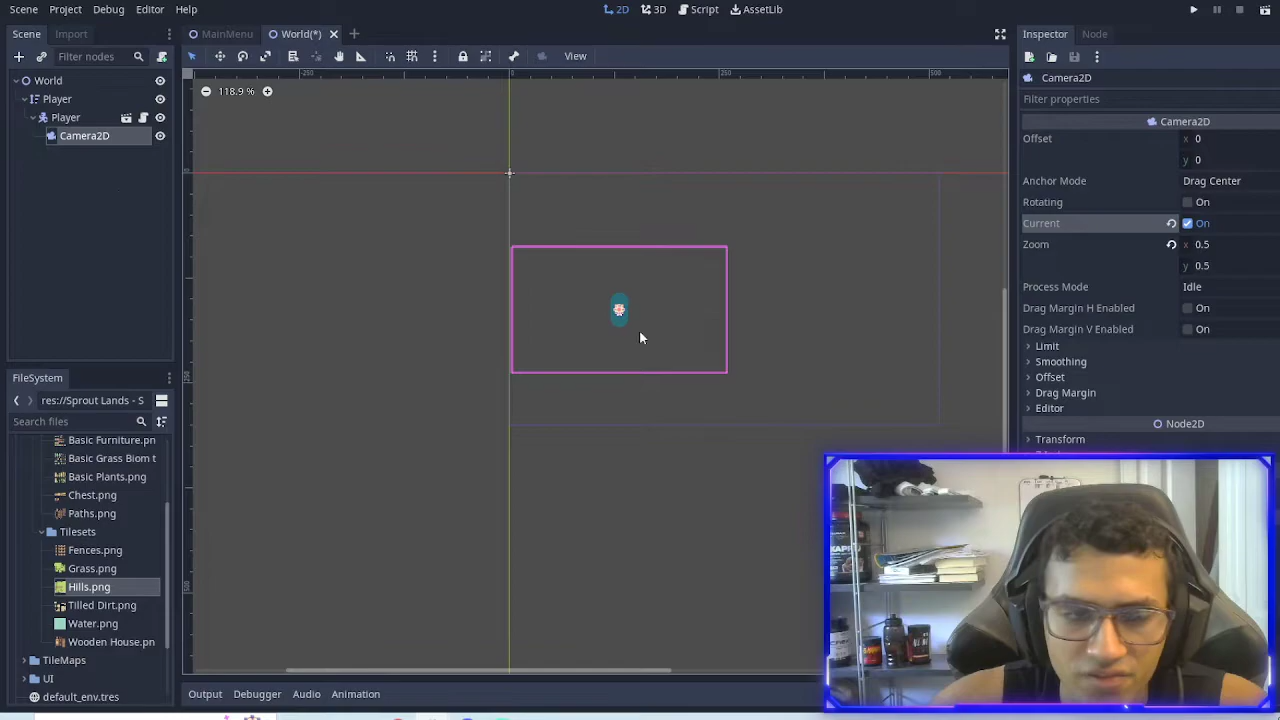 Scene Project Debug Editor Help
2D 3D Script AssetLib
Scene Import
MainMenu World(*)
Inspector Node
Filter nodes
View
Camera2D
-250 0 250 500
118.9 %
World
Player
Player
Camera2D
Filter properties
Camera2D
Offset x 0
y 0
Anchor Mode Drag Center
Rotating On
Current On
Zoom x 0.5
y 0.5
Process Mode Idle
Drag Margin H Enabled On
Drag Margin V Enabled On
Limit
Smoothing
Offset
Drag Margin
Editor
Node2D
Transform
FileSystem
res://Sprout Lands - S
Search files
Basic Furniture.pn
Basic Grass Biom t
Basic Plants.png
Chest.png
Paths.png
Tilesets
Fences.png
Grass.png
Hills.png
Tilled Dirt.png
Water.png
Wooden House.pn
TileMaps
UI
default_env.tres
Output Debugger Audio Animation